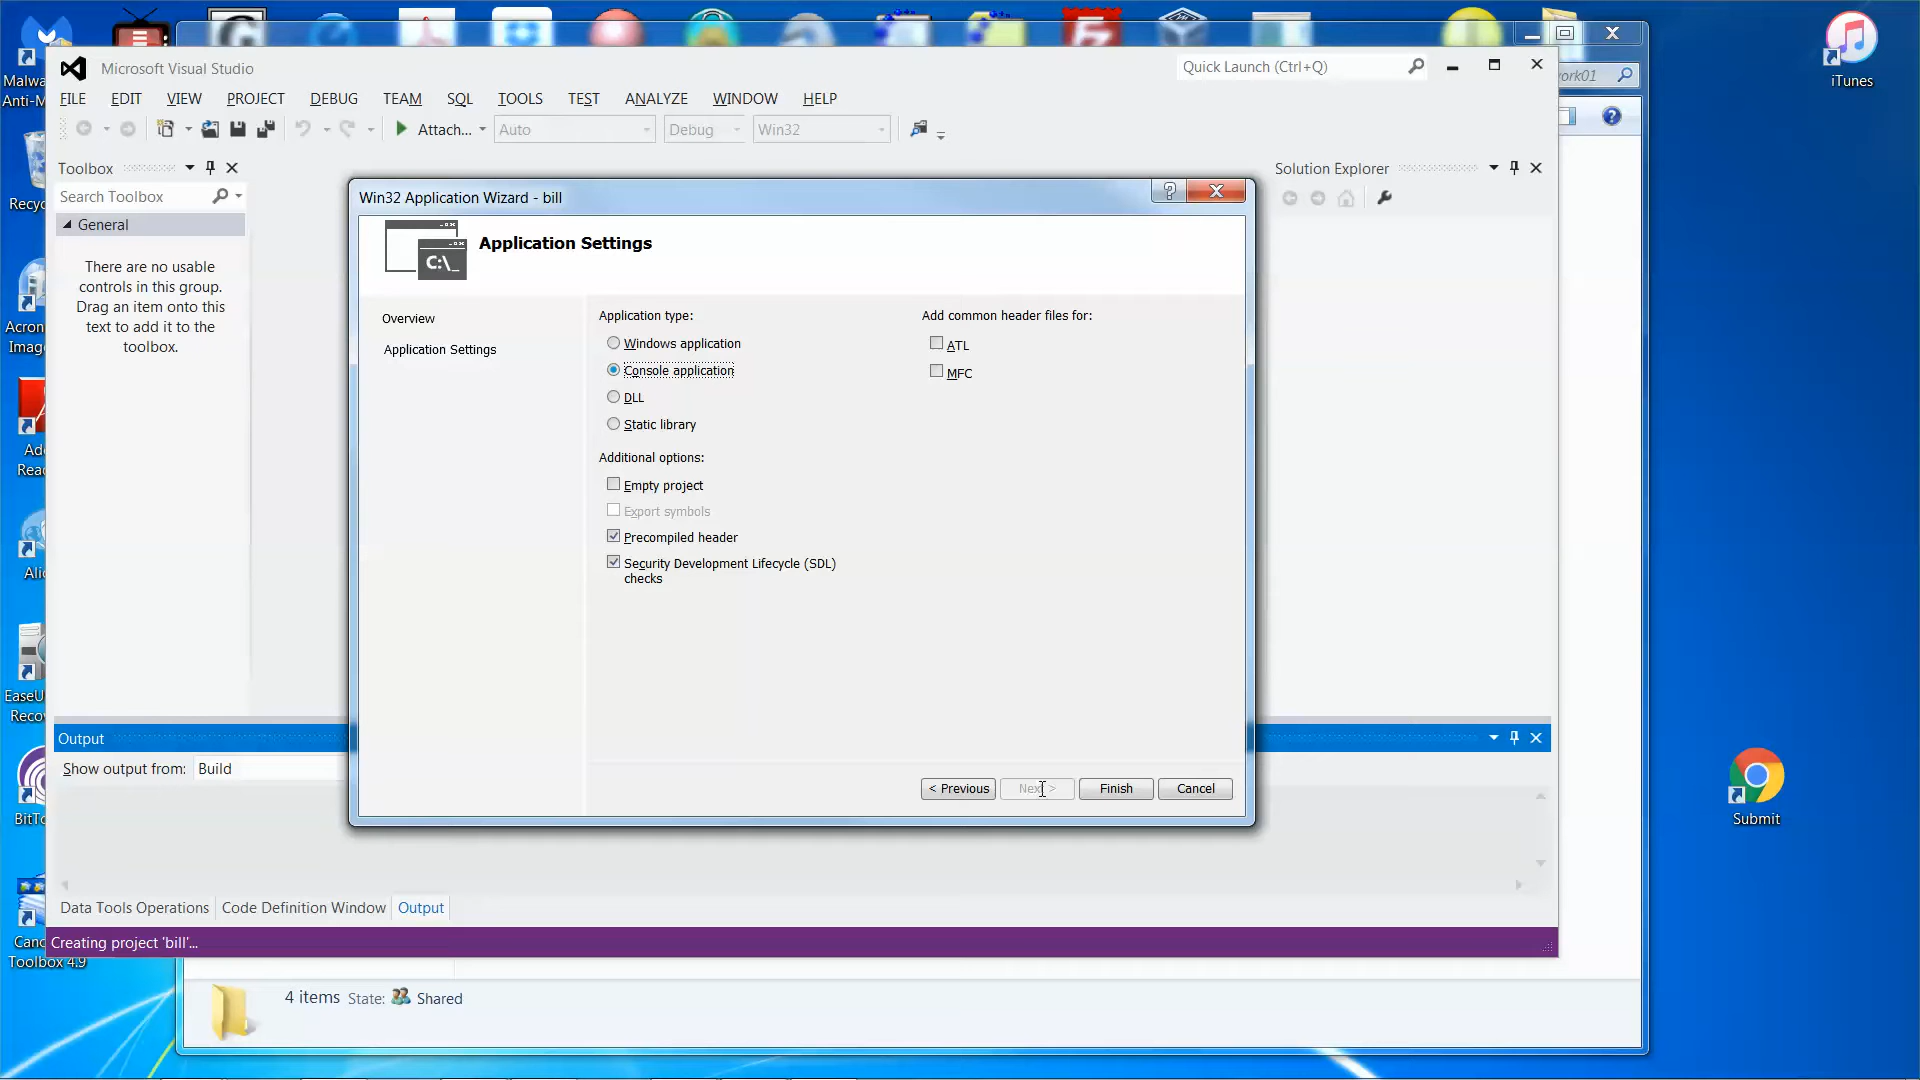 Malwa
Anti-M
Recyc
Acron
Imag
Ado
Read
Alic
EaseU
Reco
BitTo
Cano
Toolbox 4.9
iTunes
Submit
ork01
Microsoft Visual Studio
Quick Launch (Ctrl+Q)
FILE EDIT VIEW PROJECT DEBUG TEAM SQL TOOLS TEST ANALYZE WINDOW HELP
Attach... Auto Debug Win32
Toolbox
Search Toolbox
General
There are no usable
controls in this group.
Drag an item onto this
text to add it to the
toolbox.
Solution Explorer
Win32 Application Wizard - bill
C:\_
Application Settings
Overview
Application Settings
Application type:
Windows application
Console application
DLL
Static library
Additional options:
Empty project
Export symbols
Precompiled header
Security Development Lifecycle (SDL)
checks
Add common header files for:
ATL
MFC
< Previous Next > Finish Cancel
Output
Show output from: Build
Data Tools Operations Code Definition Window Output
Creating project 'bill'...
4 items State: Shared